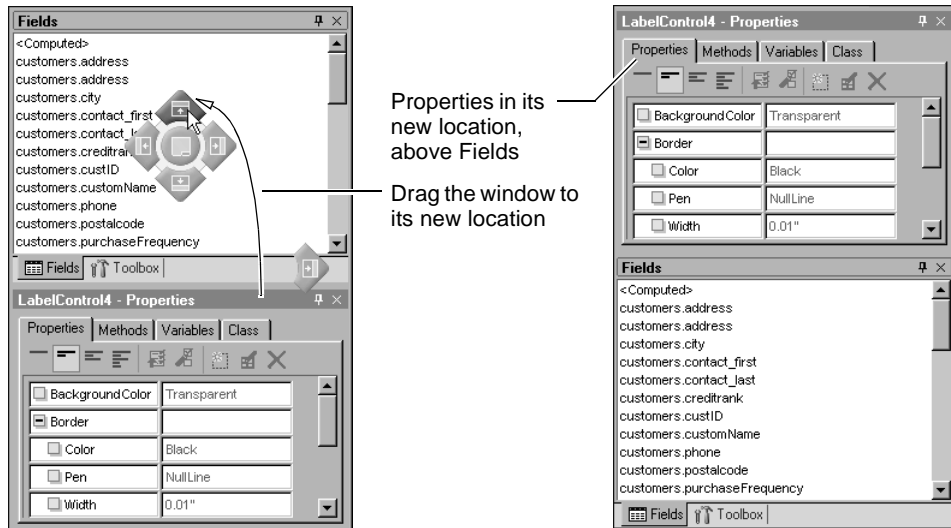 Fields
<Computed>
customers.address
customers.address
customers.city
customers.contact_first
customers.contact_l
customers.creditrank
customers.custID
customers.customName
customers.phone
customers.postalcode
customers.purchaseFrequency
Fields Toolbox
LabelControl4 - Properties
Properties Methods Variables Class
BackgroundColor Transparent
Border
Color Black
Pen NullLine
Width 0.01"
Properties in its
new location,
above Fields
Drag the window to
its new location
LabelControl4 - Properties
Properties Methods Variables Class
BackgroundColor Transparent
Border
Color Black
Pen NullLine
Width 0.01"
Fields
<Computed>
customers.address
customers.address
customers.city
customers.contact_first
customers.contact_last
customers.creditrank
customers.custID
customers.customName
customers.phone
customers.postalcode
customers.purchaseFrequency
Fields Toolbox